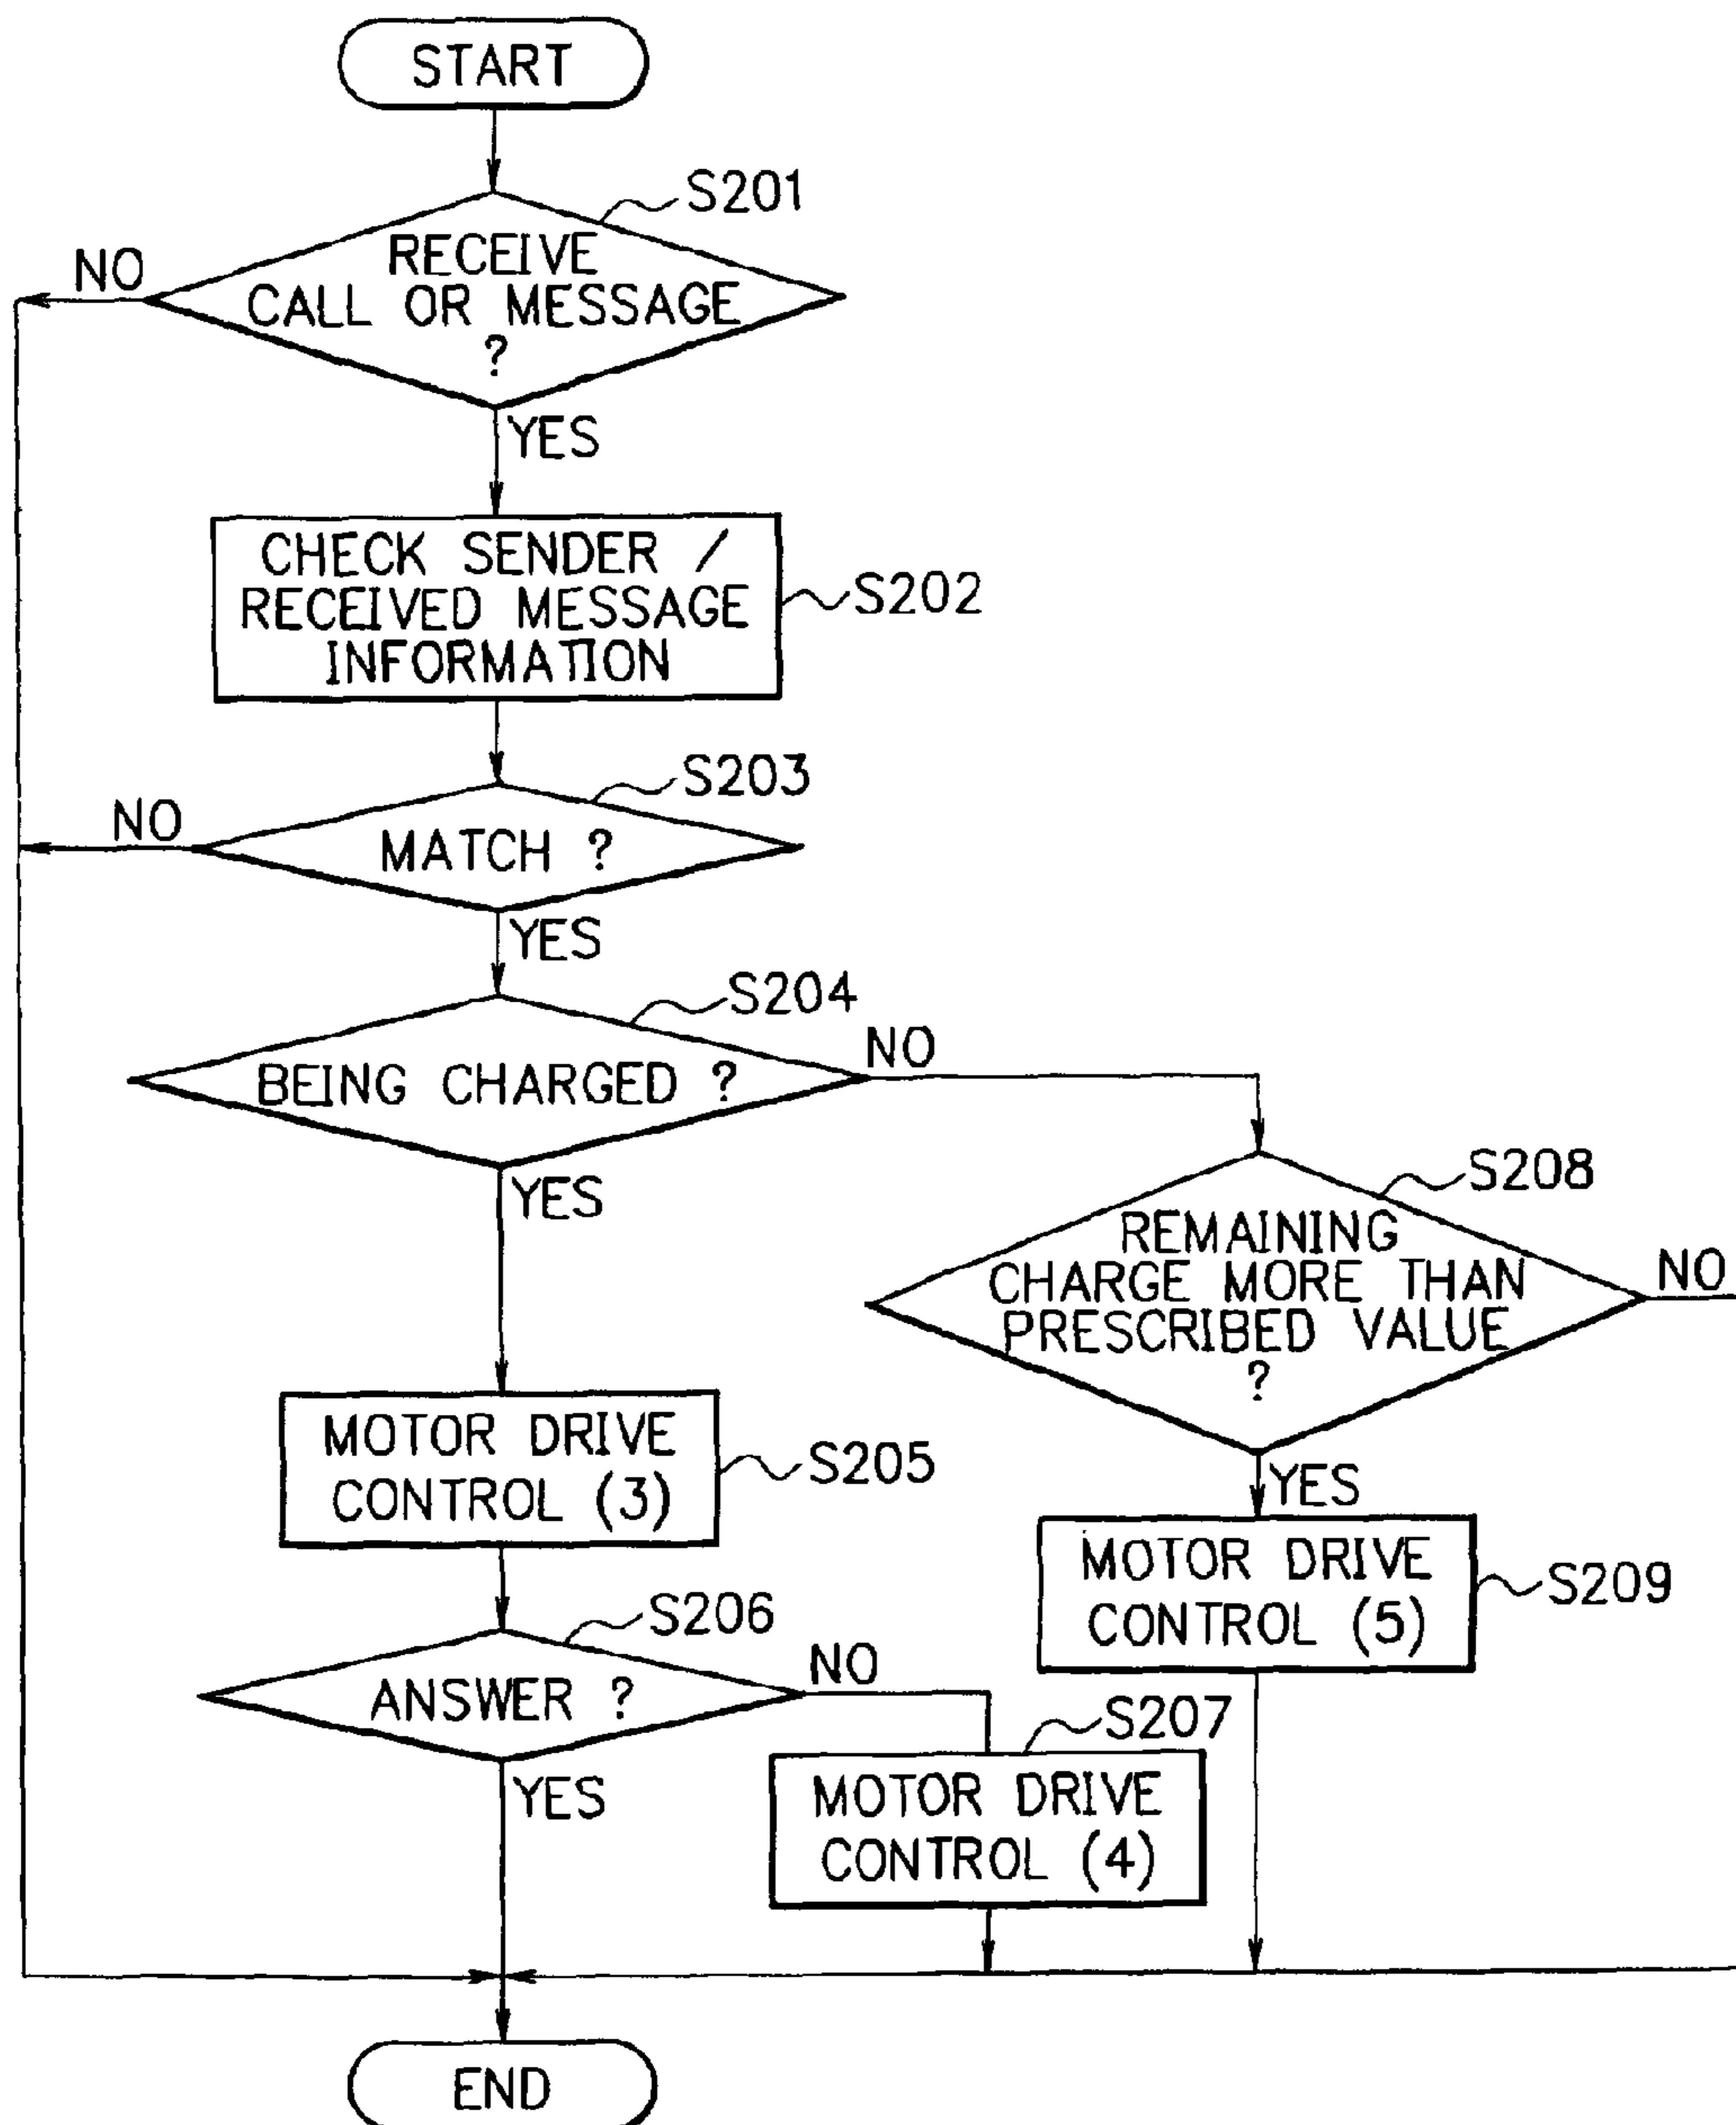 START
S201
NO
RECEIVE
CALL OR MESSAGE
?
YES
CHECK SENDER /
RECEIVED MESSAGE
INFORMATION
S202
S203
NO
MATCH ?
YES
S204
NO
BEING CHARGED ?
YES
S208
REMAINING
CHARGE MORE THAN
PRESCRIBED VALUE
?
NO
YES
MOTOR DRIVE
CONTROL (3)
S205
MOTOR DRIVE
CONTROL (5)
S209
S206
NO
ANSWER ?
YES
S207
MOTOR DRIVE
CONTROL (4)
END